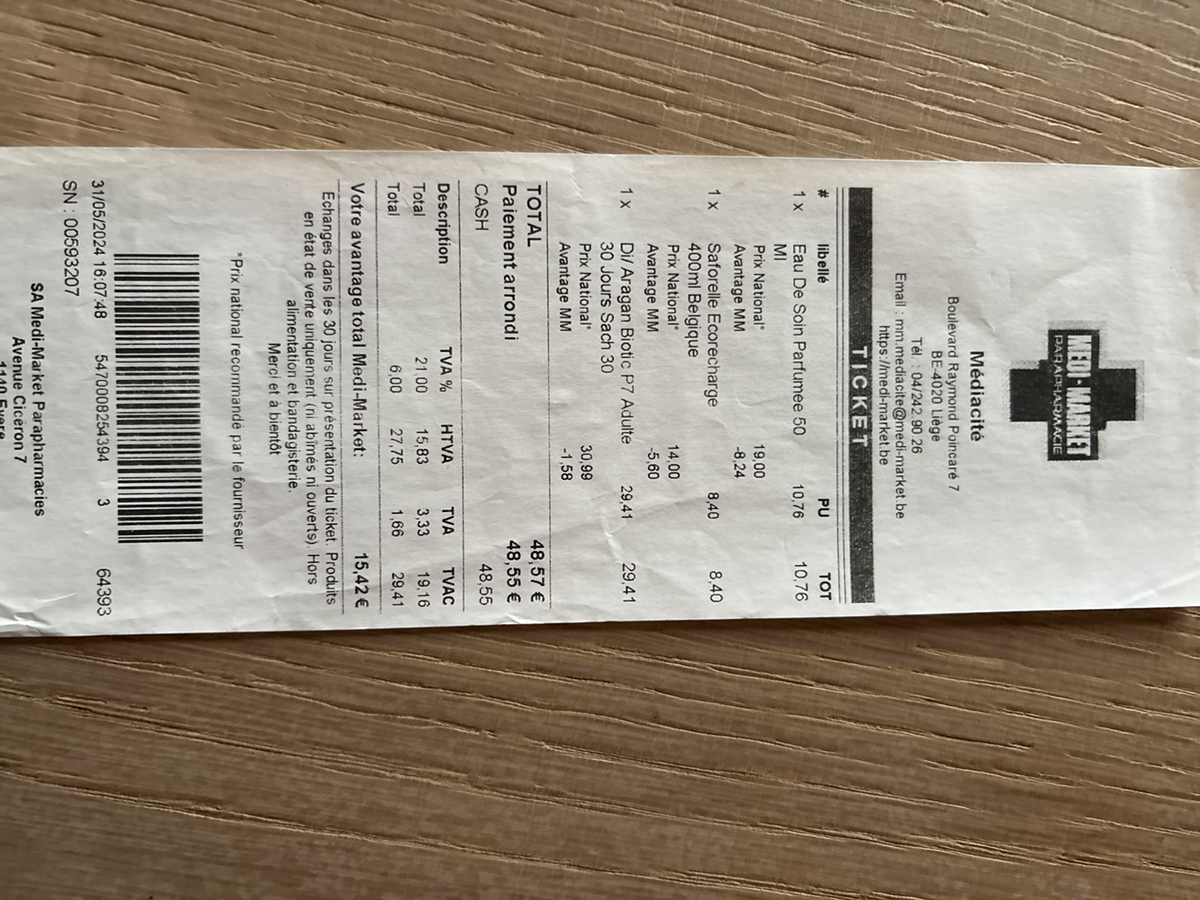 MEDI-MARKET
PARAPHARMACIE
Médiacité
Boulevard Raymond Poincaré 7
BE-4020 Liège
Tél. : 04/242 90 26
Email : mm.mediacite@medi-market.be
https://medi-market.be
TICKET
# libellé PU TOT
1 x Eau De Soin Parfumee 50 10,76 10,76
Ml
Prix National* 19,00
Avantage MM -8,24
1 x Saforelle Ecorecharge 8,40 8,40
400ml Belgique
Prix National* 14,00
Avantage MM -5,60
1 x Di/ Aragan Biotic P7 Adulte 29,41 29,41
30 Jours Sach 30
Prix National* 30,99
Avantage MM -1,58
TOTAL 48,57 €
Paiement arrondi 48,55 €
CASH 48,55
Description TVA % HTVA TVA TVAC
Total 21,00 15,83 3,33 19,16
Total 6,00 27,75 1,66 29,41
Votre avantage total Medi-Market: 15,42 €
Echanges dans les 30 jours sur présentation du ticket. Produits
en état de vente uniquement (ni abîmés ni ouverts). Hors
alimentation et bandagisterie.
Merci et à bientôt
*Prix national recommandé par le fournisseur
31/05/2024 16:07:48 5470008254394 3 64393
SN : 00593207
SA Medi-Market Parapharmacies
Avenue Cicéron 7
1140 Evere